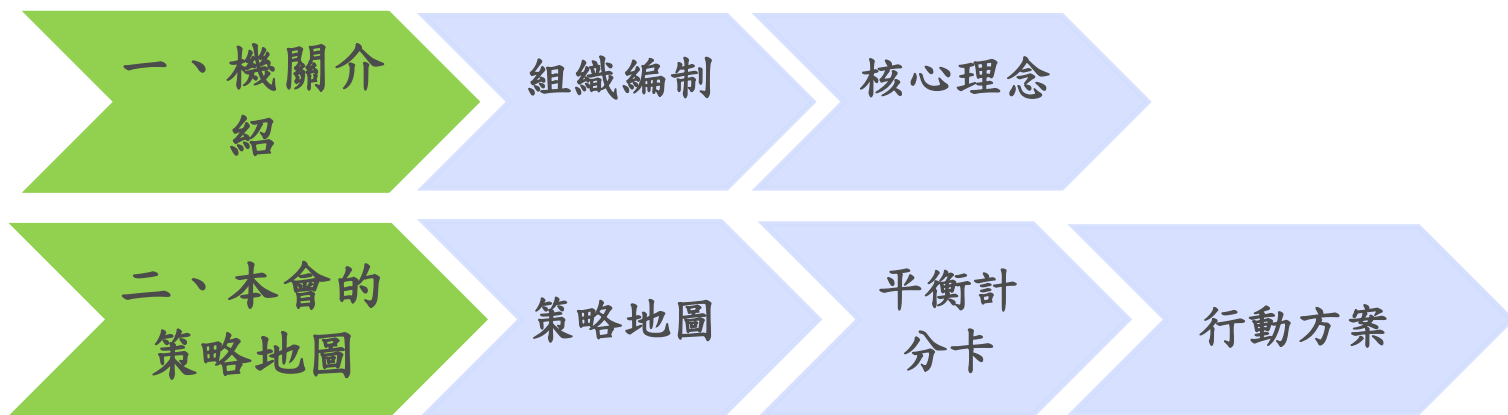 一、機關介
紹
組織編制
核心理念
二、本會的
策略地圖
策略地圖
平衡計
分卡
行動方案